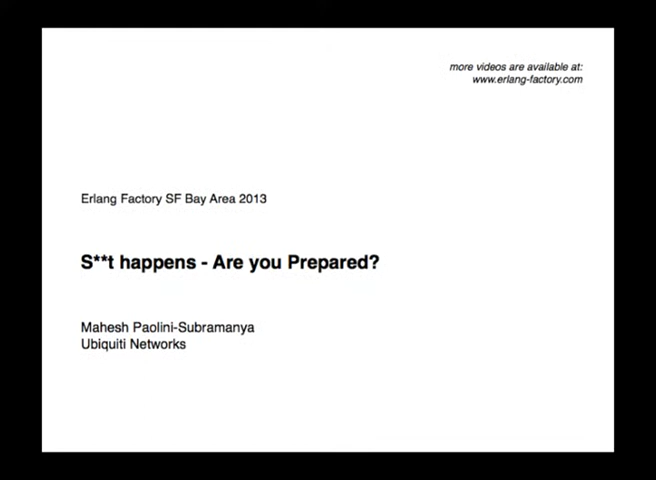 more videos are available at:
www.erlang-factory.com
Erlang Factory SF Bay Area 2013
S**t happens - Are you Prepared?
Mahesh Paolini-Subramanya
Ubiquiti Networks